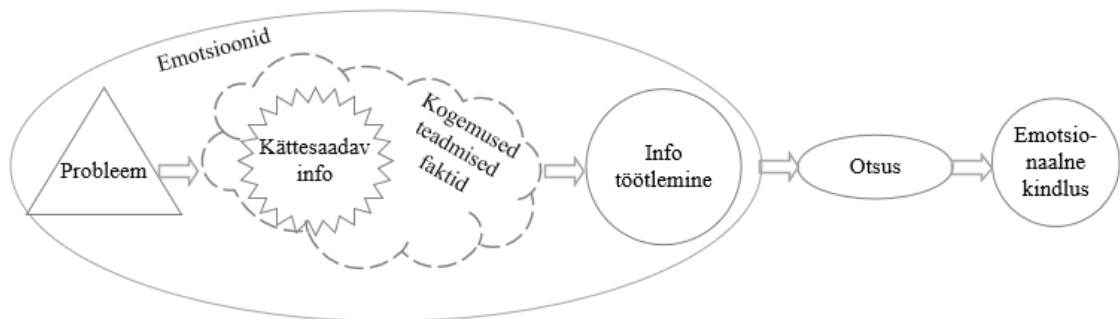 Emotsioonid
Probleem
Kättesaadav
info
Kogemused
teadmised
faktid
Info
töötlemine
Otsus
Emotsio-
naalne
kindlus